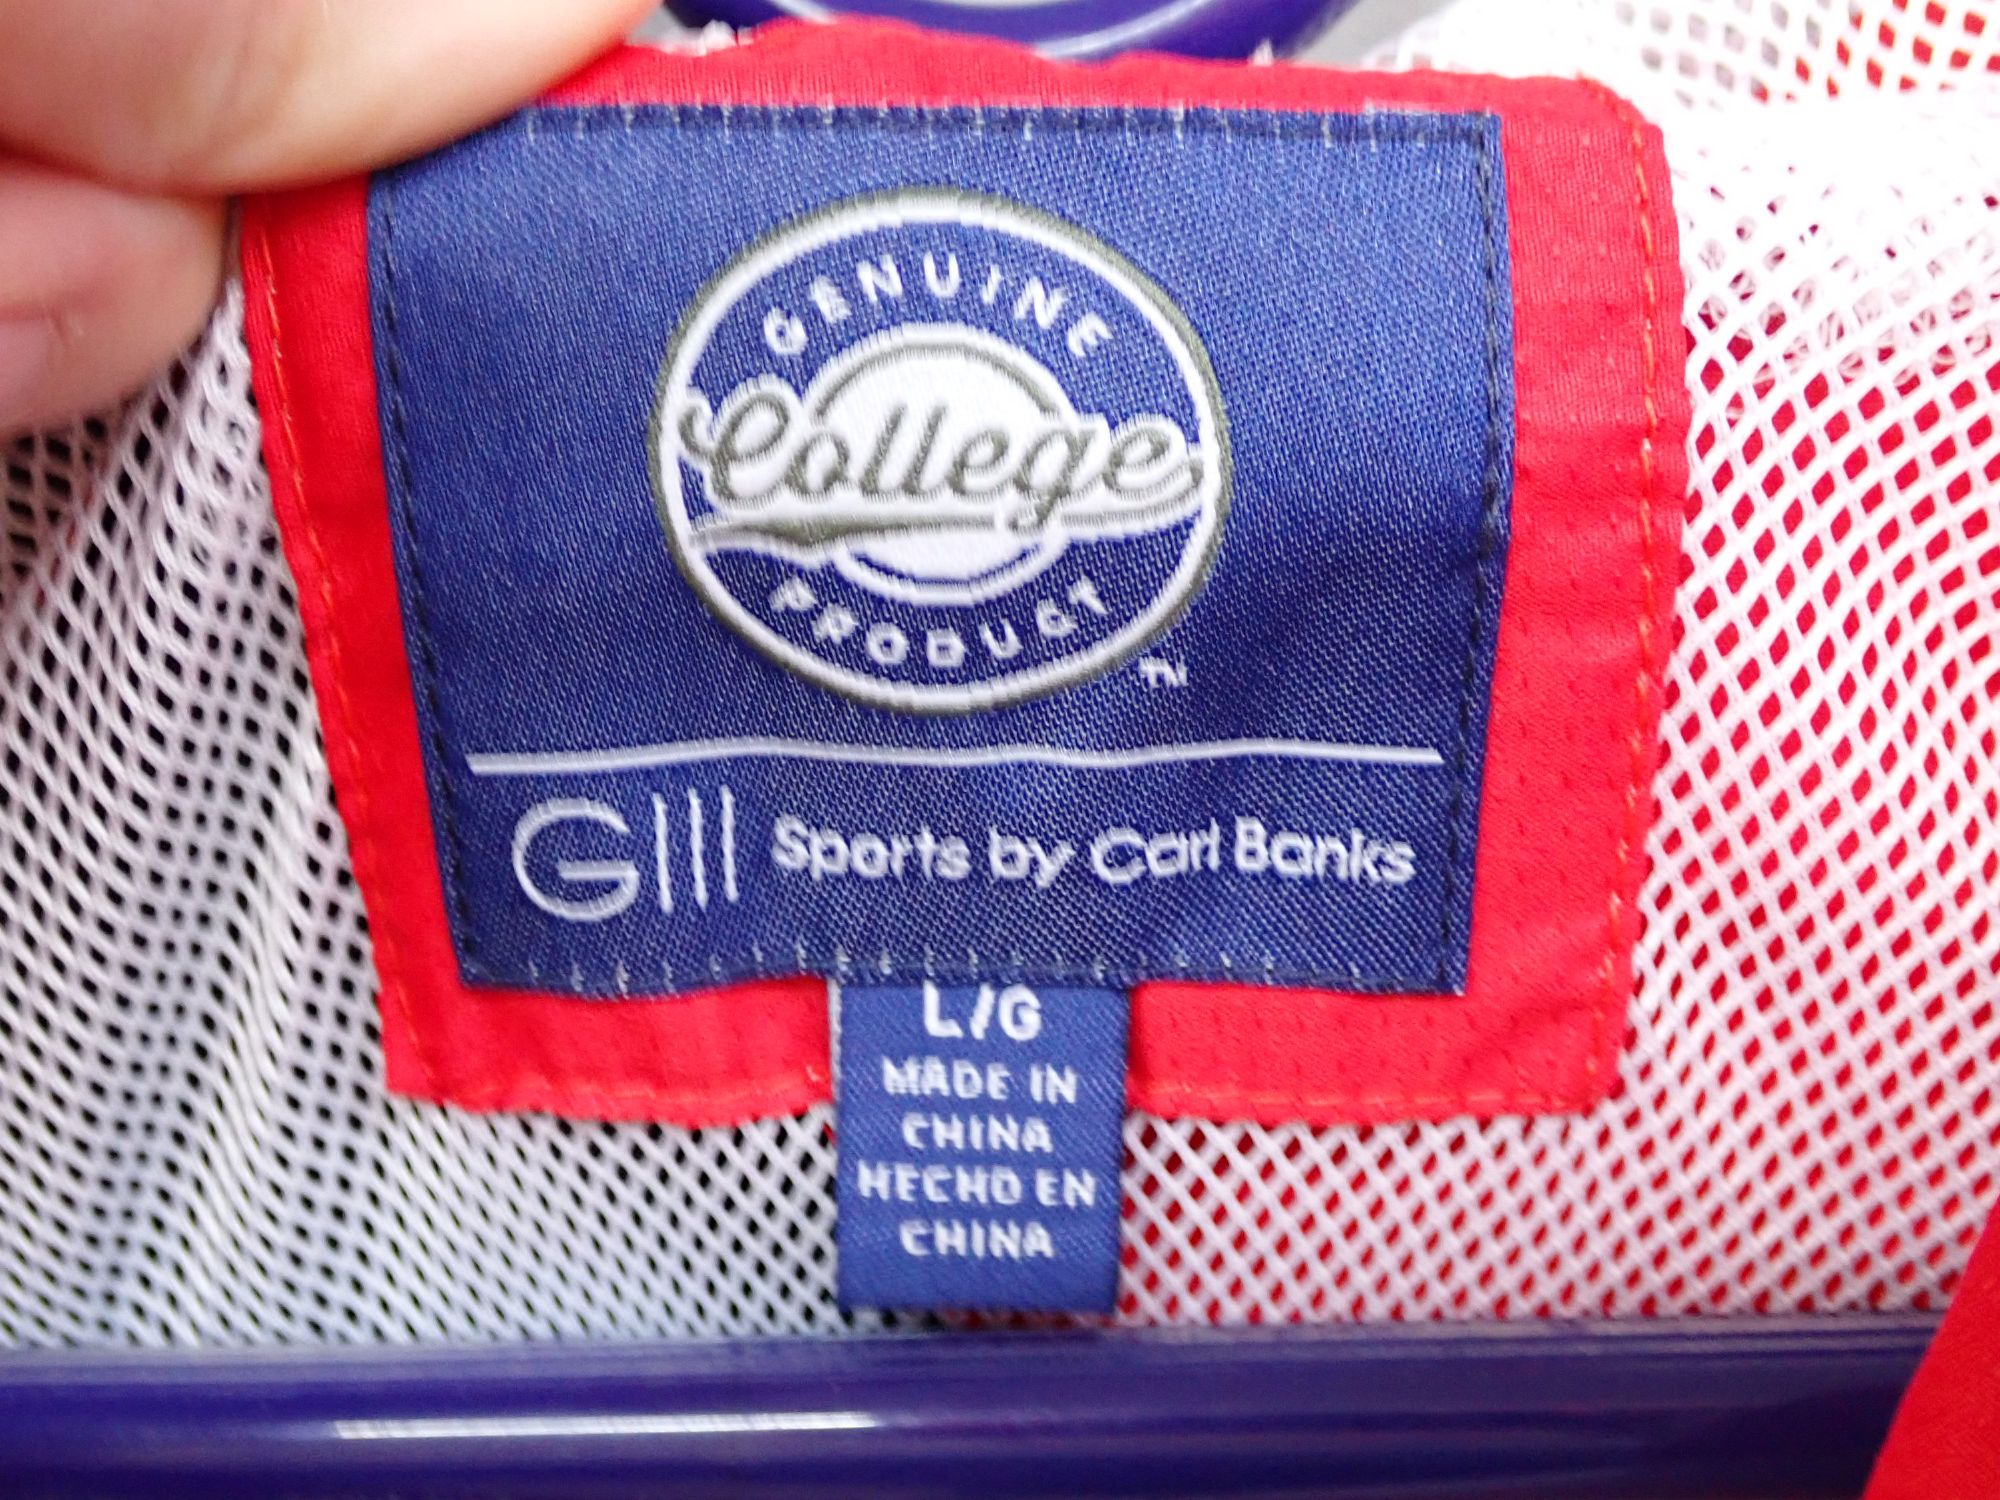 GENUINE
College
PRODUCT
TM
GIII Sports by Carl Banks
L/G
MADE IN
CHINA
HECHO EN
CHINA